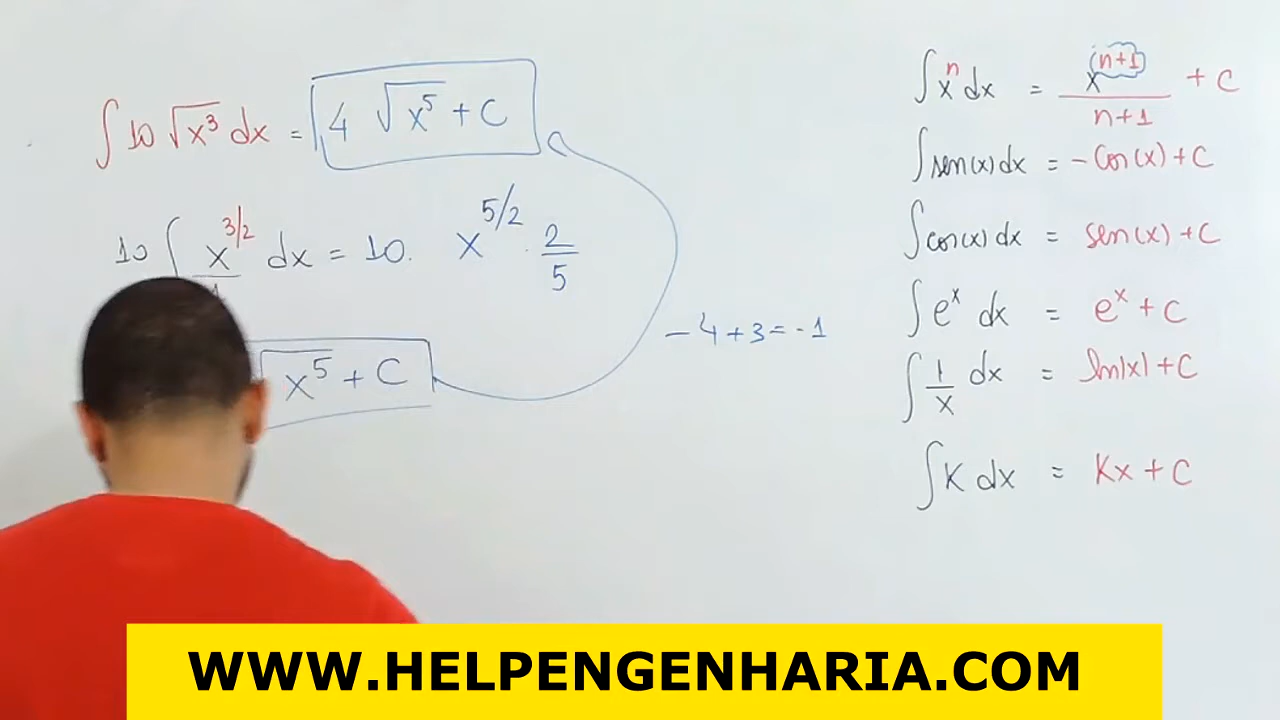 ∫ 10 √x³ dx = 4 √x⁵ + C
10 ∫ x^(3/2) dx = 10. x^(5/2) . 2/5
√x⁵ + C
-4+3=-1
∫ xⁿ dx = x^(n+1)/(n+1) + C
∫ sen(x) dx = -cos(x) + C
∫ cos(x) dx = sen(x) + C
∫ eˣ dx = eˣ + C
∫ 1/x dx = ln|x| + C
∫ K dx = Kx + C
WWW.HELPENGENHARIA.COM